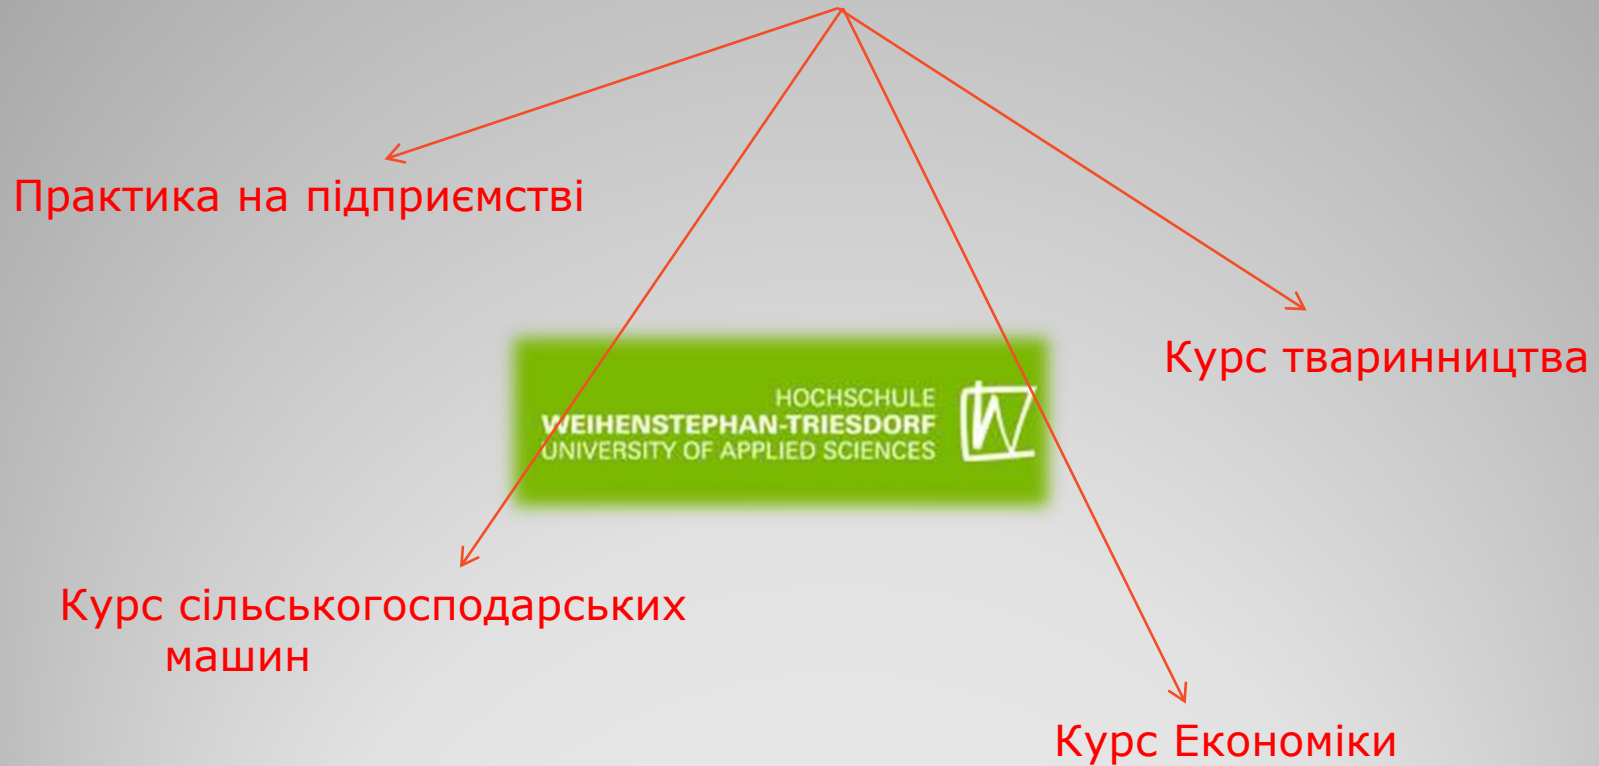 Практика на підприємстві
Курс тваринництва
HOCHSCHULE
WEIHENSTEPHAN-TRIESDORF
UNIVERSITY OF APPLIED SCIENCES
Курс сільськогосподарських
машин
Курс Економіки